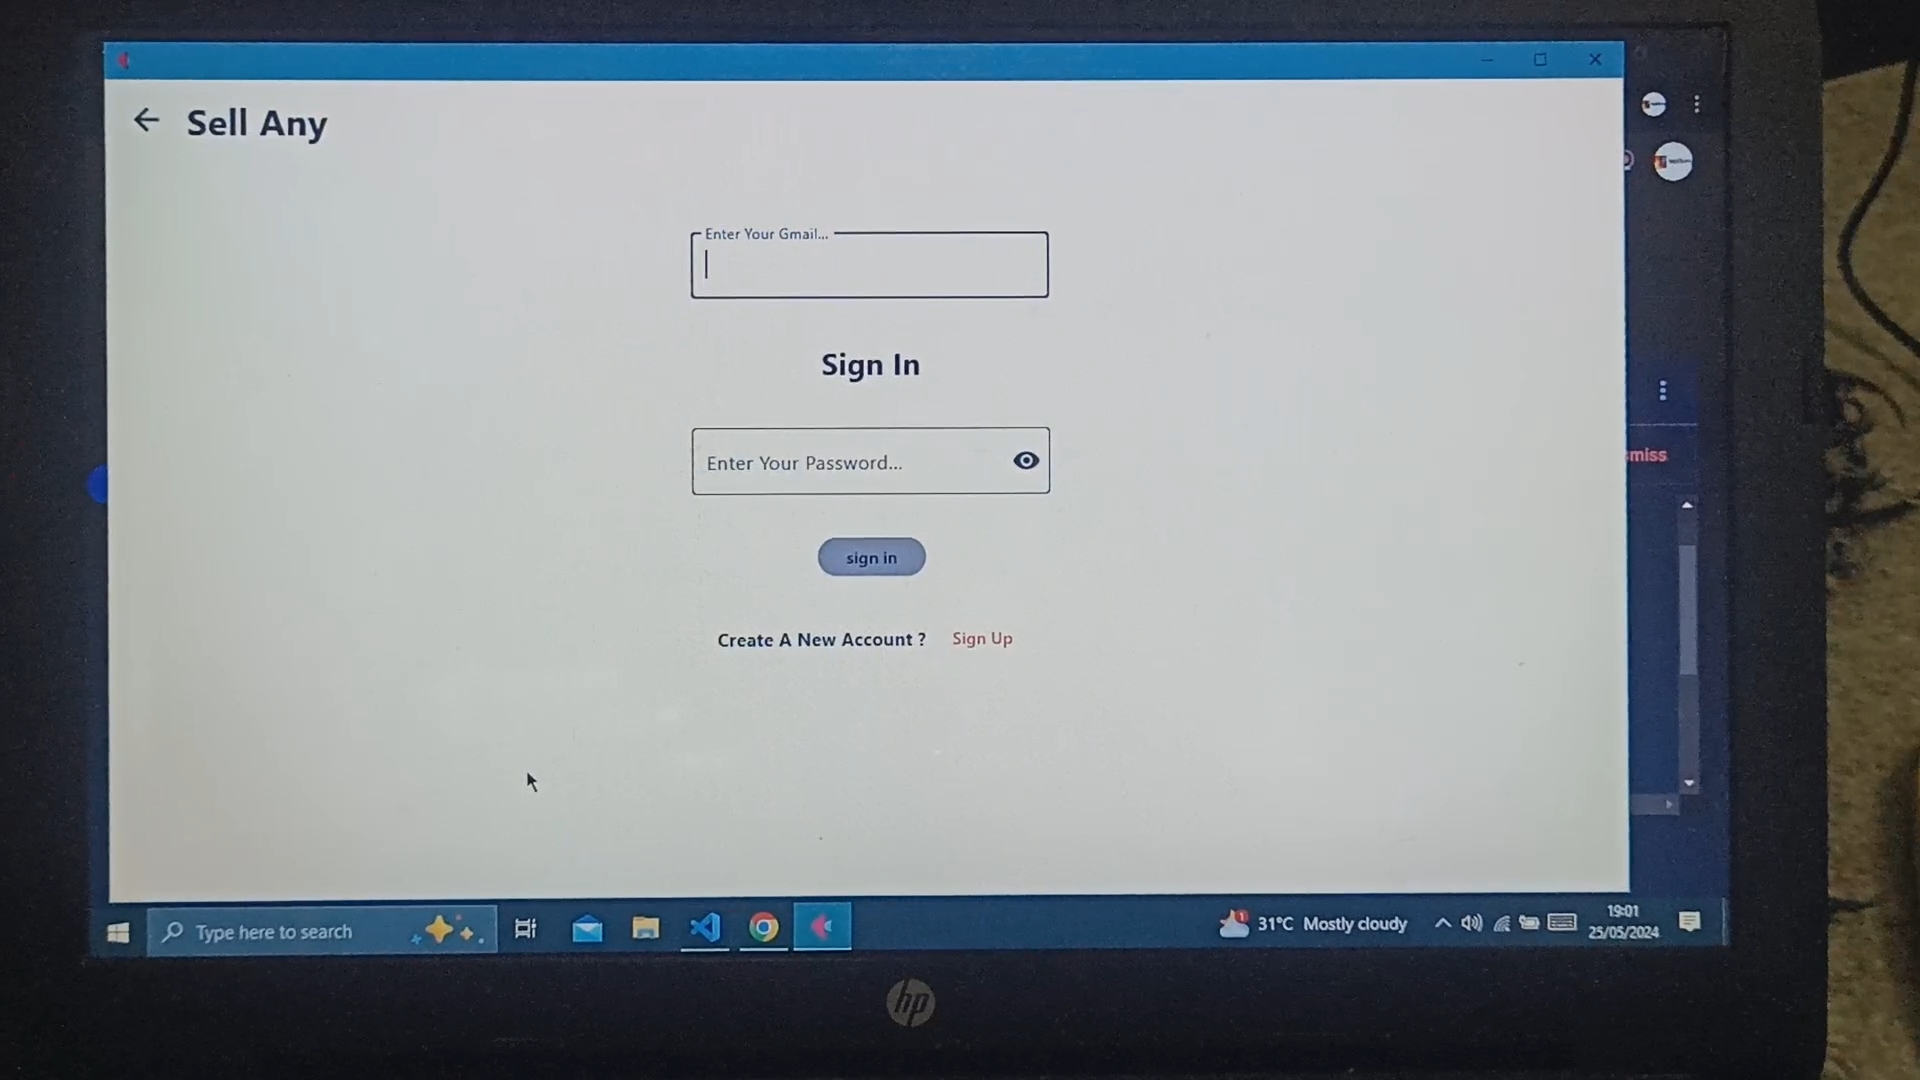 Sell Any
Enter Your Gmail...
Sign In
Enter Your Password...
sign in
Create A New Account ? Sign Up
miss
Type here to search
1
31°C Mostly cloudy
19:01
25/05/2024
hp